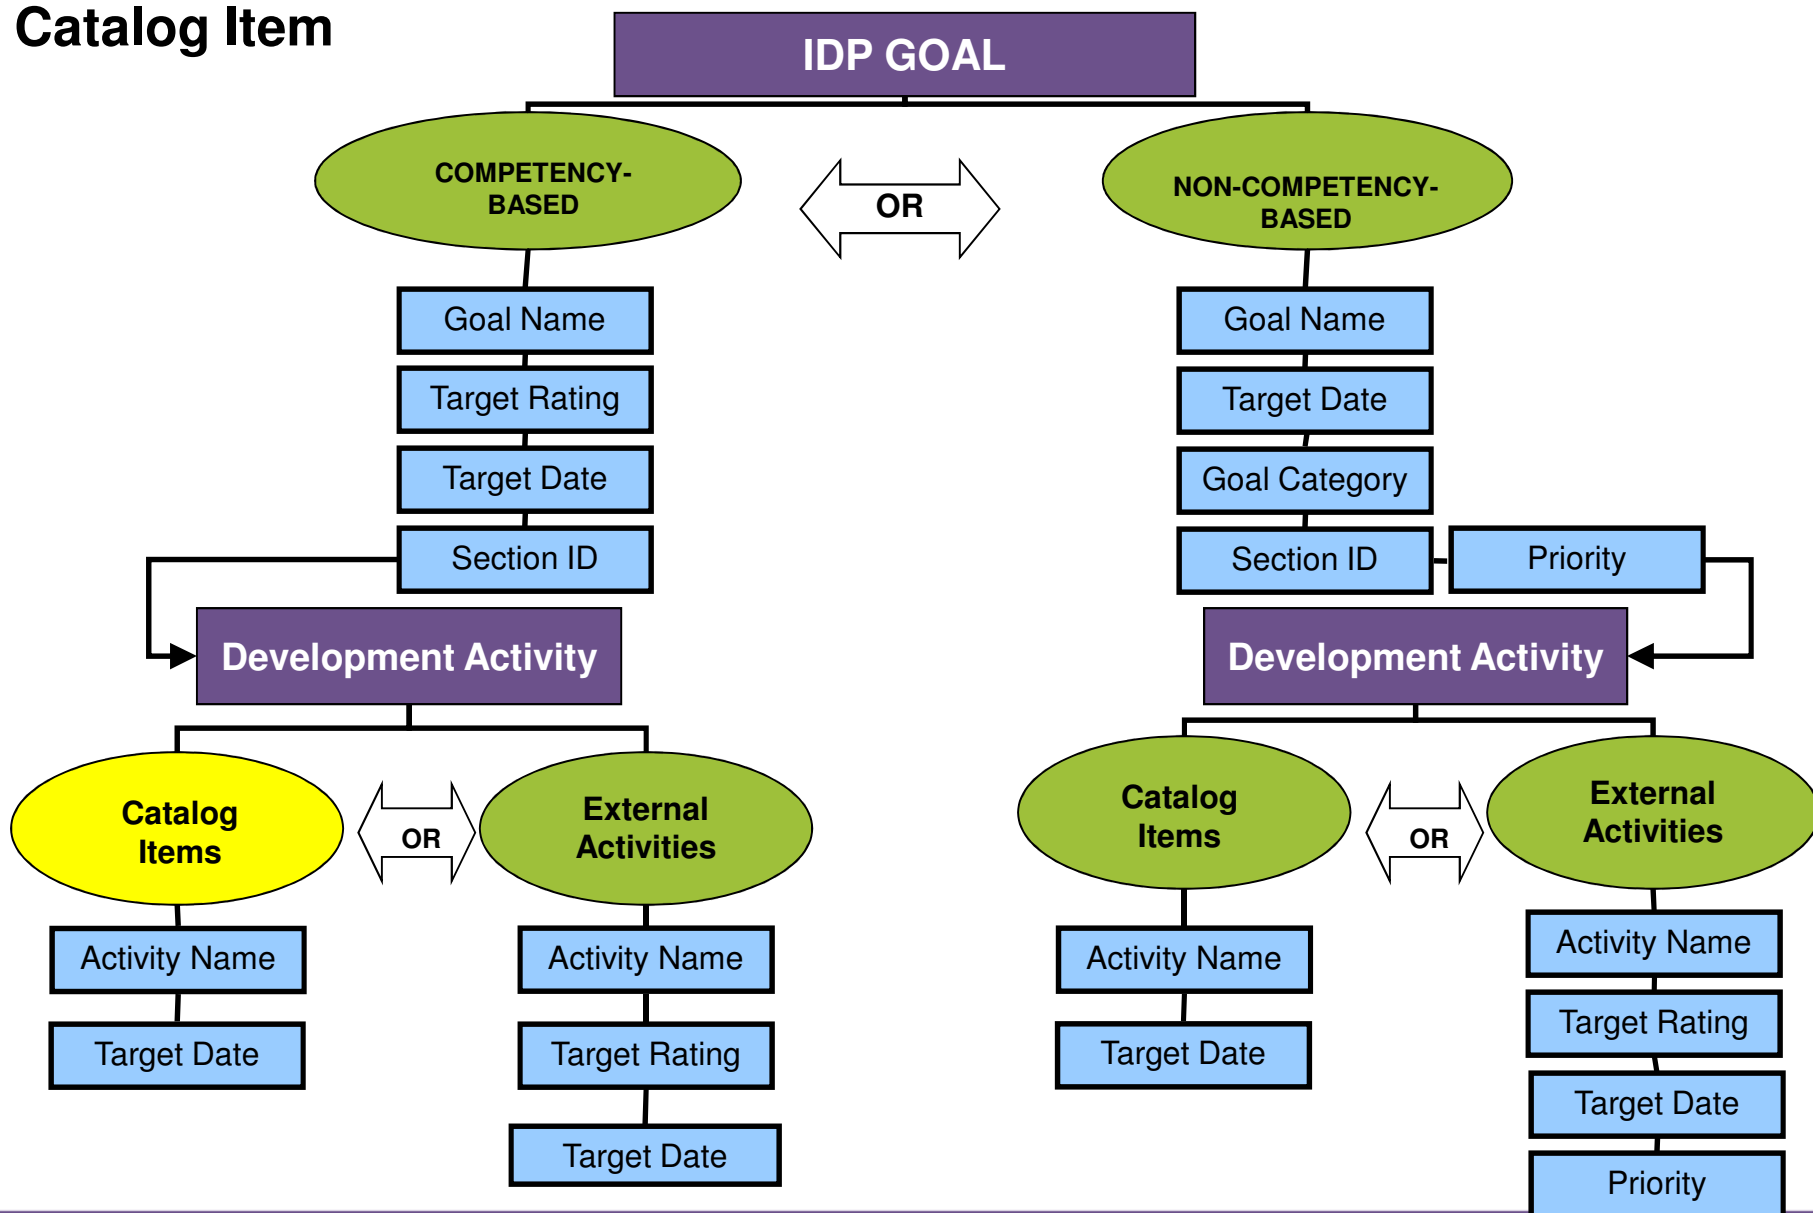 Catalog Item
IDP GOAL
COMPETENCY-
BASED
OR
NON-COMPETENCY-
BASED
Goal Name
Target Rating
Target Date
Section ID
Goal Name
Target Date
Goal Category
Section ID
Priority
Development Activity
Development Activity
Catalog
Items
OR
External
Activities
Catalog
Items
OR
External
Activities
Activity Name
Target Date
Activity Name
Target Rating
Target Date
Activity Name
Target Date
Activity Name
Target Rating
Target Date
Priority